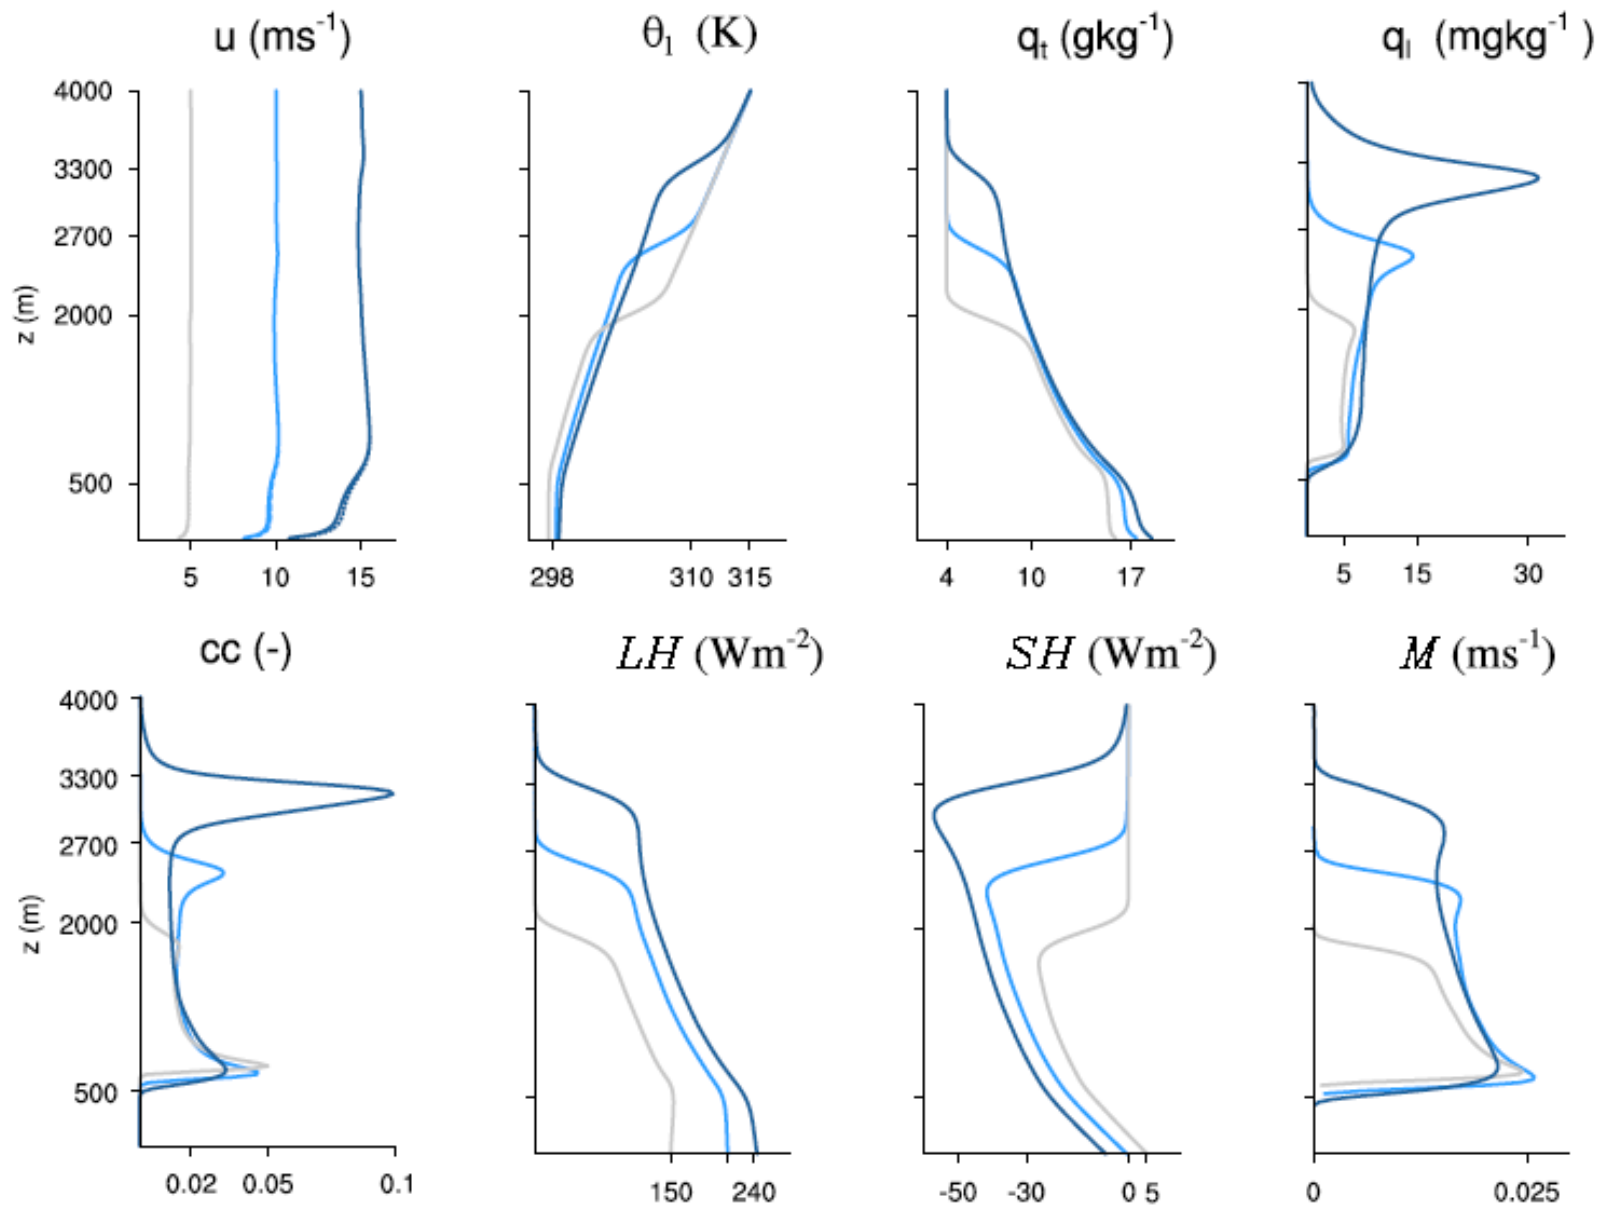 u (ms⁻¹) θₗ (K) qₜ (gkg⁻¹) qₗ (mgkg⁻¹ )
4000
3300
2700
2000
500
z (m)
5 10 15 298 310 315 4 10 17 5 15 30
cc (-) LH (Wm⁻²) SH (Wm⁻²) M (ms⁻¹)
4000
3300
2700
2000
500
z (m)
0.02 0.05 0.1 150 240 -50 -30 0 5 0 0.025